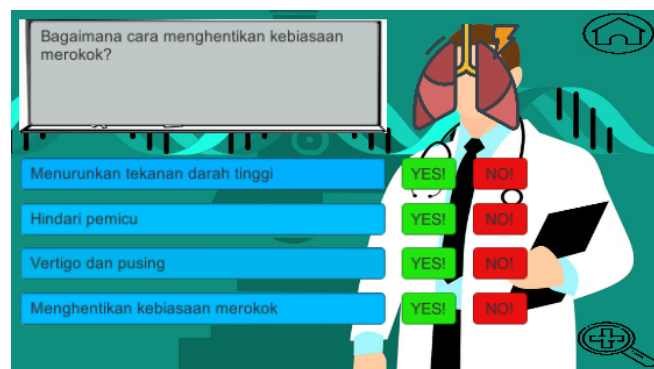 Bagaimana cara menghentikan kebiasaan
merokok?
Menurunkan tekanan darah tinggi
YES!
NO!
Hindari pemicu
YES!
NO!
Vertigo dan pusing
YES!
NO!
Menghentikan kebiasaan merokok
YES!
NO!